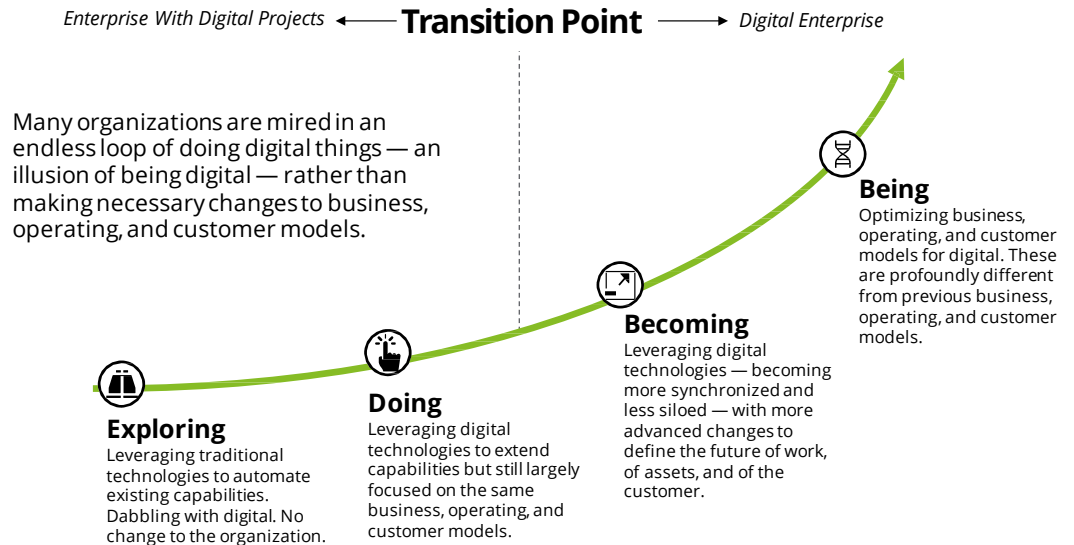 Enterprise With Digital Projects
Transition Point
Digital Enterprise
Many organizations are mired in an
endless loop of doing digital things — an
illusion of being digital — rather than
making necessary changes to business,
operating, and customer models.
Exploring
Leveraging traditional
technologies to automate
existing capabilities.
Dabbling with digital. No
change to the organization.
Doing
Leveraging digital
technologies to extend
capabilities but still largely
focused on the same
business, operating, and
customer models.
Becoming
Leveraging digital
technologies — becoming
more synchronized and
less siloed — with more
advanced changes to
define the future of work,
of assets, and of the
customer.
Being
Optimizing business,
operating, and customer
models for digital. These
are profoundly different
from previous business,
operating, and customer
models.